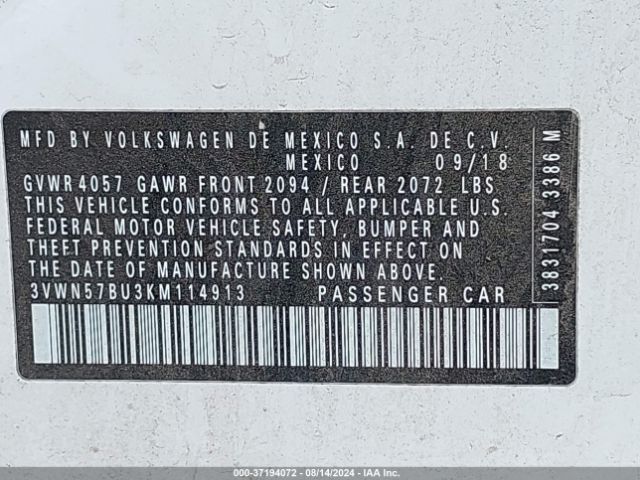 MFD BY VOLKSWAGEN DE MEXICO S.A. DE C.V.
MEXICO 09/18
GVWR 4057 GAWR FRONT 2094 / REAR 2072 LBS
THIS VEHICLE CONFORMS TO ALL APPLICABLE U.S.
FEDERAL MOTOR VEHICLE SAFETY, BUMPER AND
THEFT PREVENTION STANDARDS IN EFFECT ON
THE DATE OF MANUFACTURE SHOWN ABOVE.
3VWN57BU3KM114913 PASSENGER CAR
3831704 3386 M
000-37194072 - 08/14/2024 - IAA Inc.